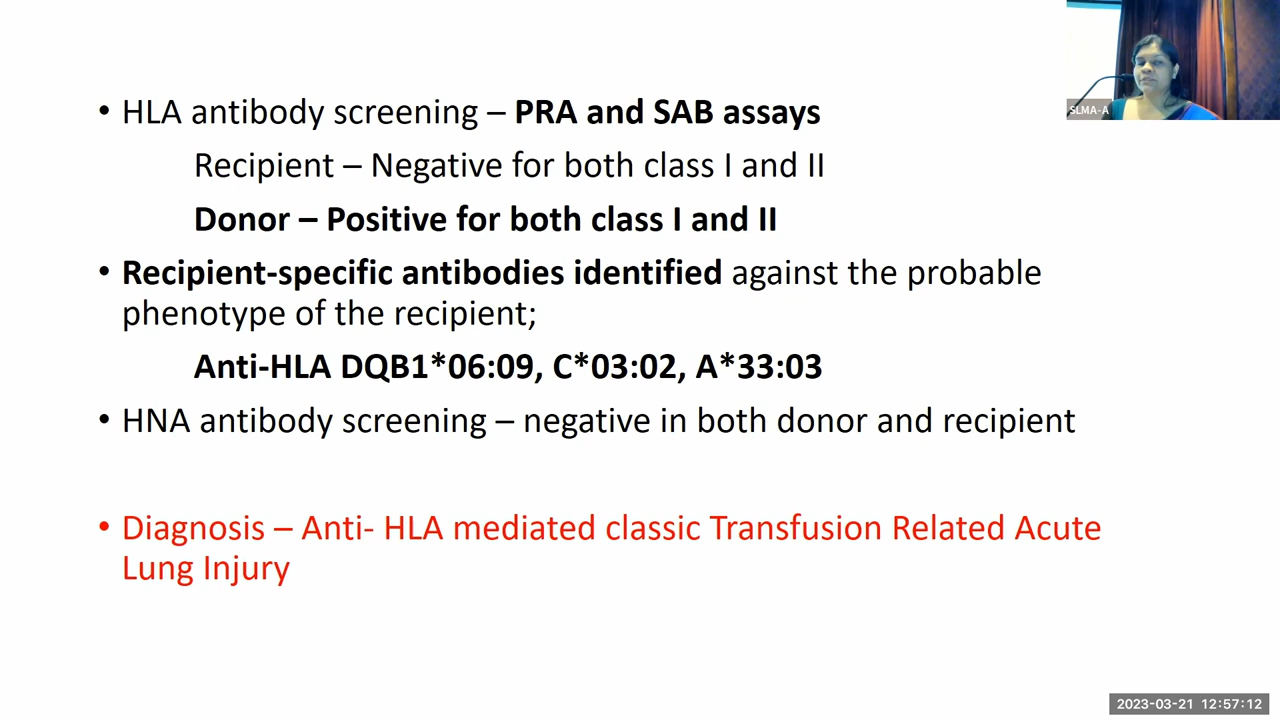 SLMA-A
• HLA antibody screening – PRA and SAB assays
Recipient – Negative for both class I and II
Donor – Positive for both class I and II
• Recipient-specific antibodies identified against the probable
phenotype of the recipient;
Anti-HLA DQB1*06:09, C*03:02, A*33:03
• HNA antibody screening – negative in both donor and recipient
• Diagnosis – Anti- HLA mediated classic Transfusion Related Acute
Lung Injury
2023-03-21 12:57:12